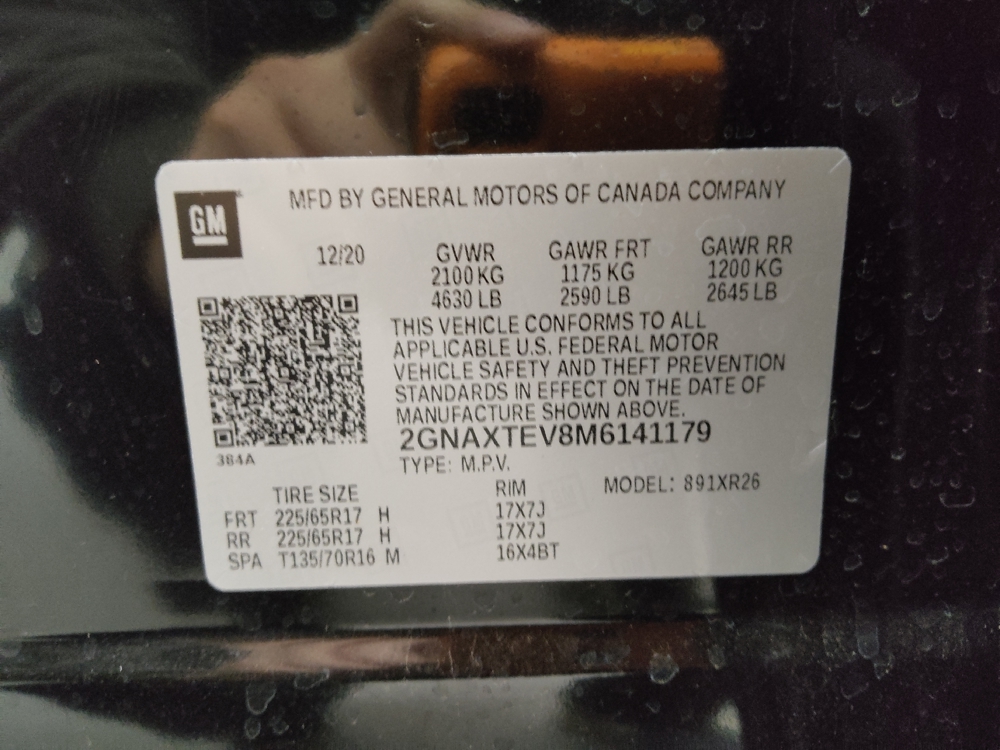 GM
MFD BY GENERAL MOTORS OF CANADA COMPANY
12/20 GVWR GAWR FRT GAWR RR
2100 KG 1175 KG 1200 KG
4630 LB 2590 LB 2645 LB
THIS VEHICLE CONFORMS TO ALL
APPLICABLE U.S. FEDERAL MOTOR
VEHICLE SAFETY AND THEFT PREVENTION
STANDARDS IN EFFECT ON THE DATE OF
MANUFACTURE SHOWN ABOVE.
2GNAXTEV8M6141179
384A
TYPE: M.P.V.
TIRE SIZE RIM MODEL: 891XR26
FRT 225/65R17 H 17X7J
RR 225/65R17 H 17X7J
SPA T135/70R16 M 16X4BT